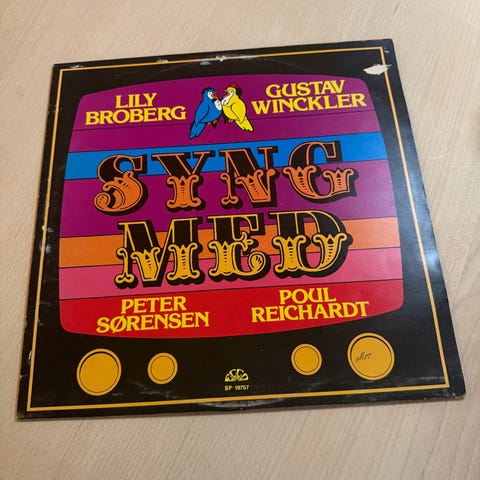 LILY
BROBERG
GUSTAV
WINCKLER
SYNG
MED
PETER
SØRENSEN
POUL
REICHARDT
SP 19757